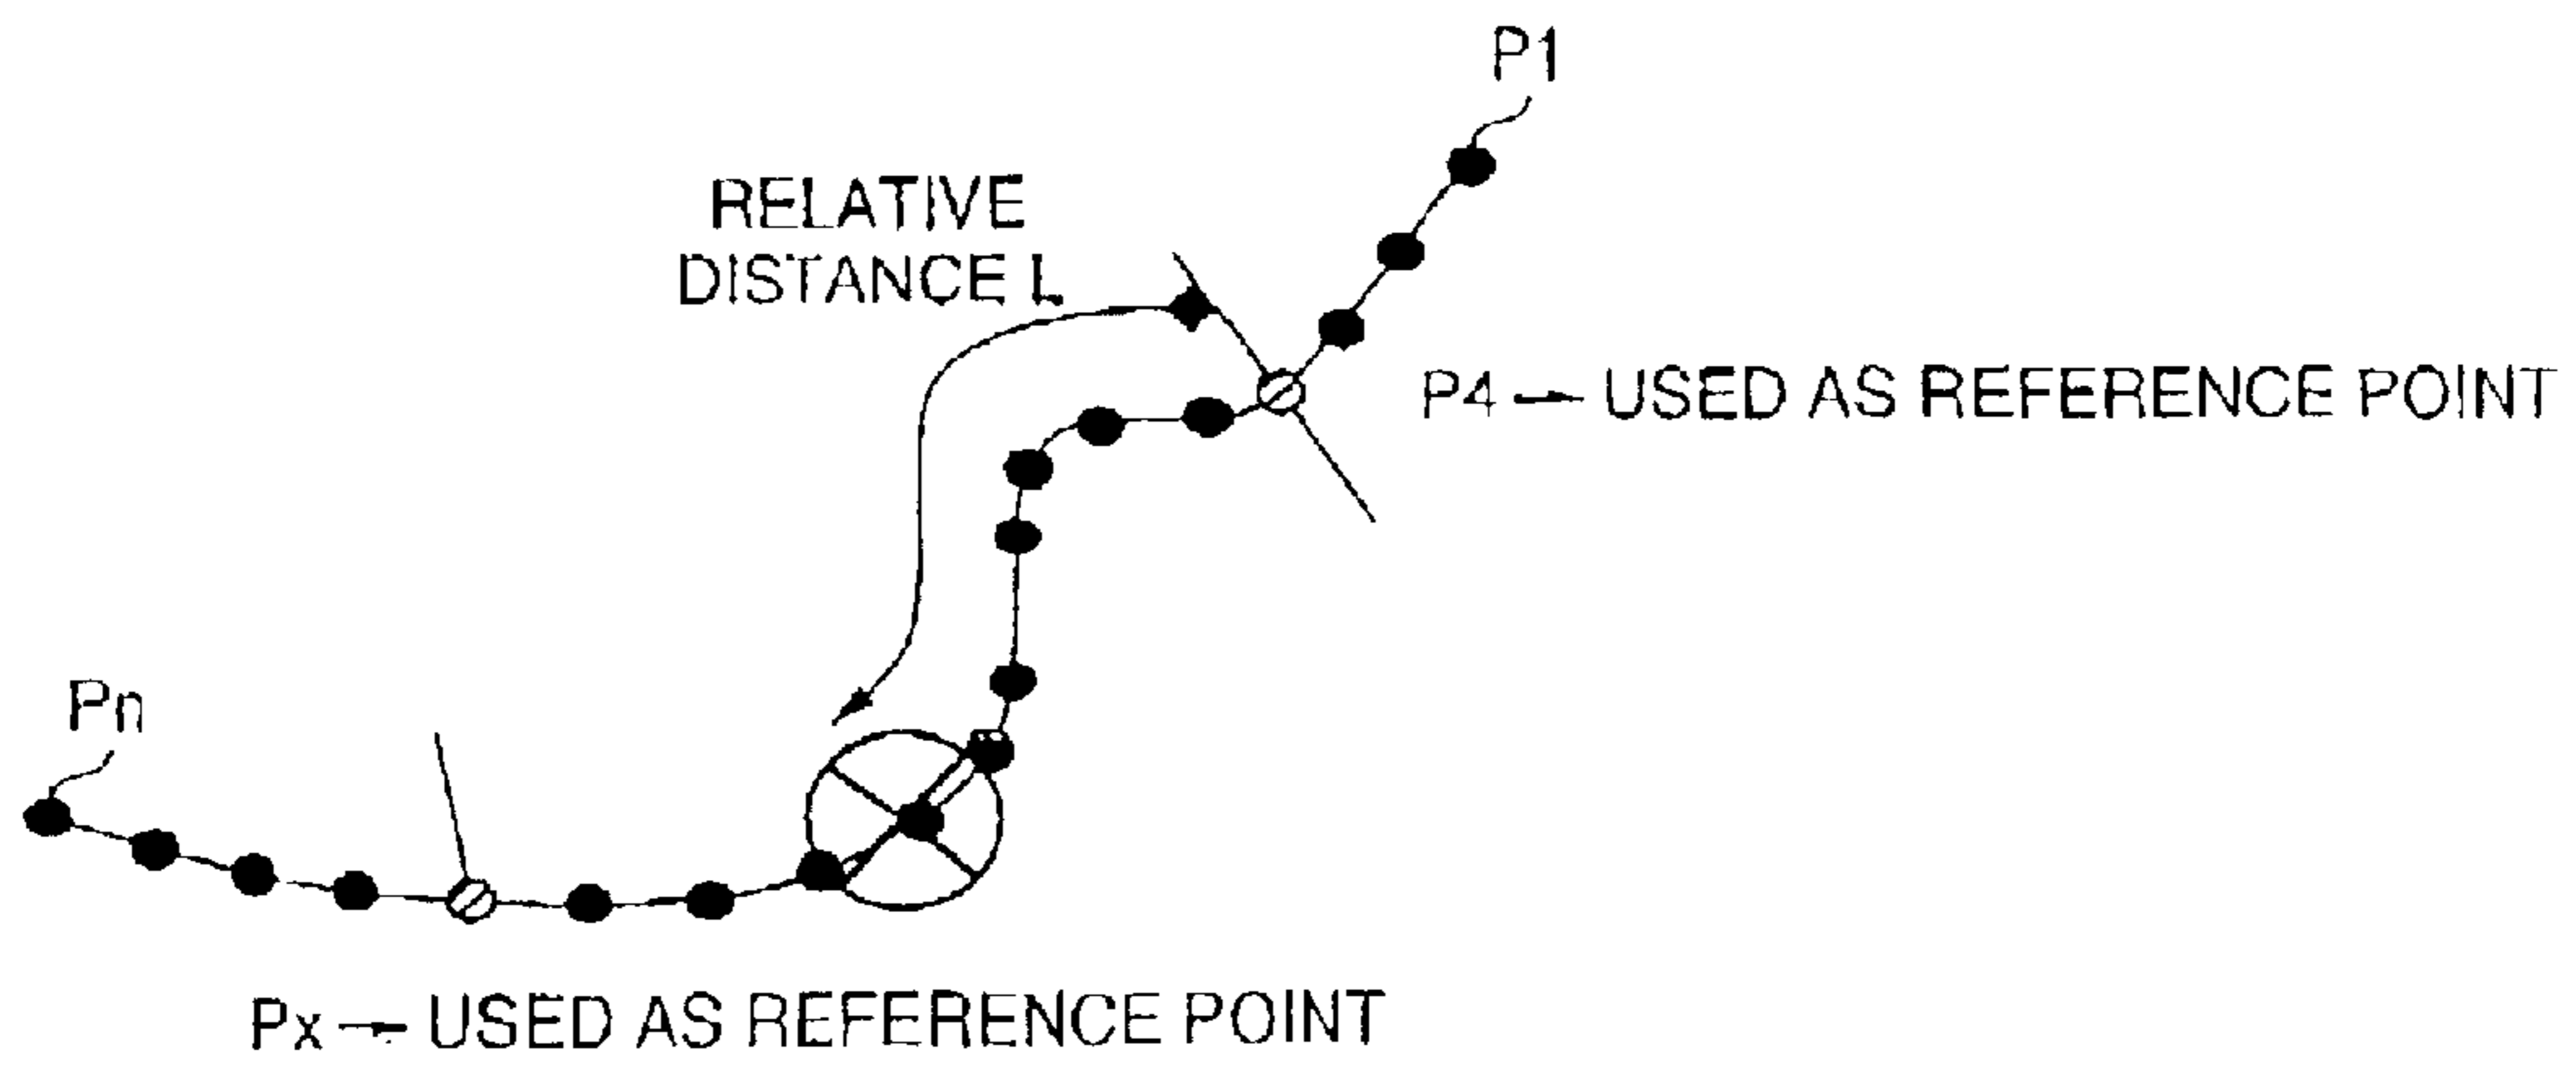 P1
RELATIVE
DISTANCE L
P4 → USED AS REFERENCE POINT
Pn
Px → USED AS REFERENCE POINT